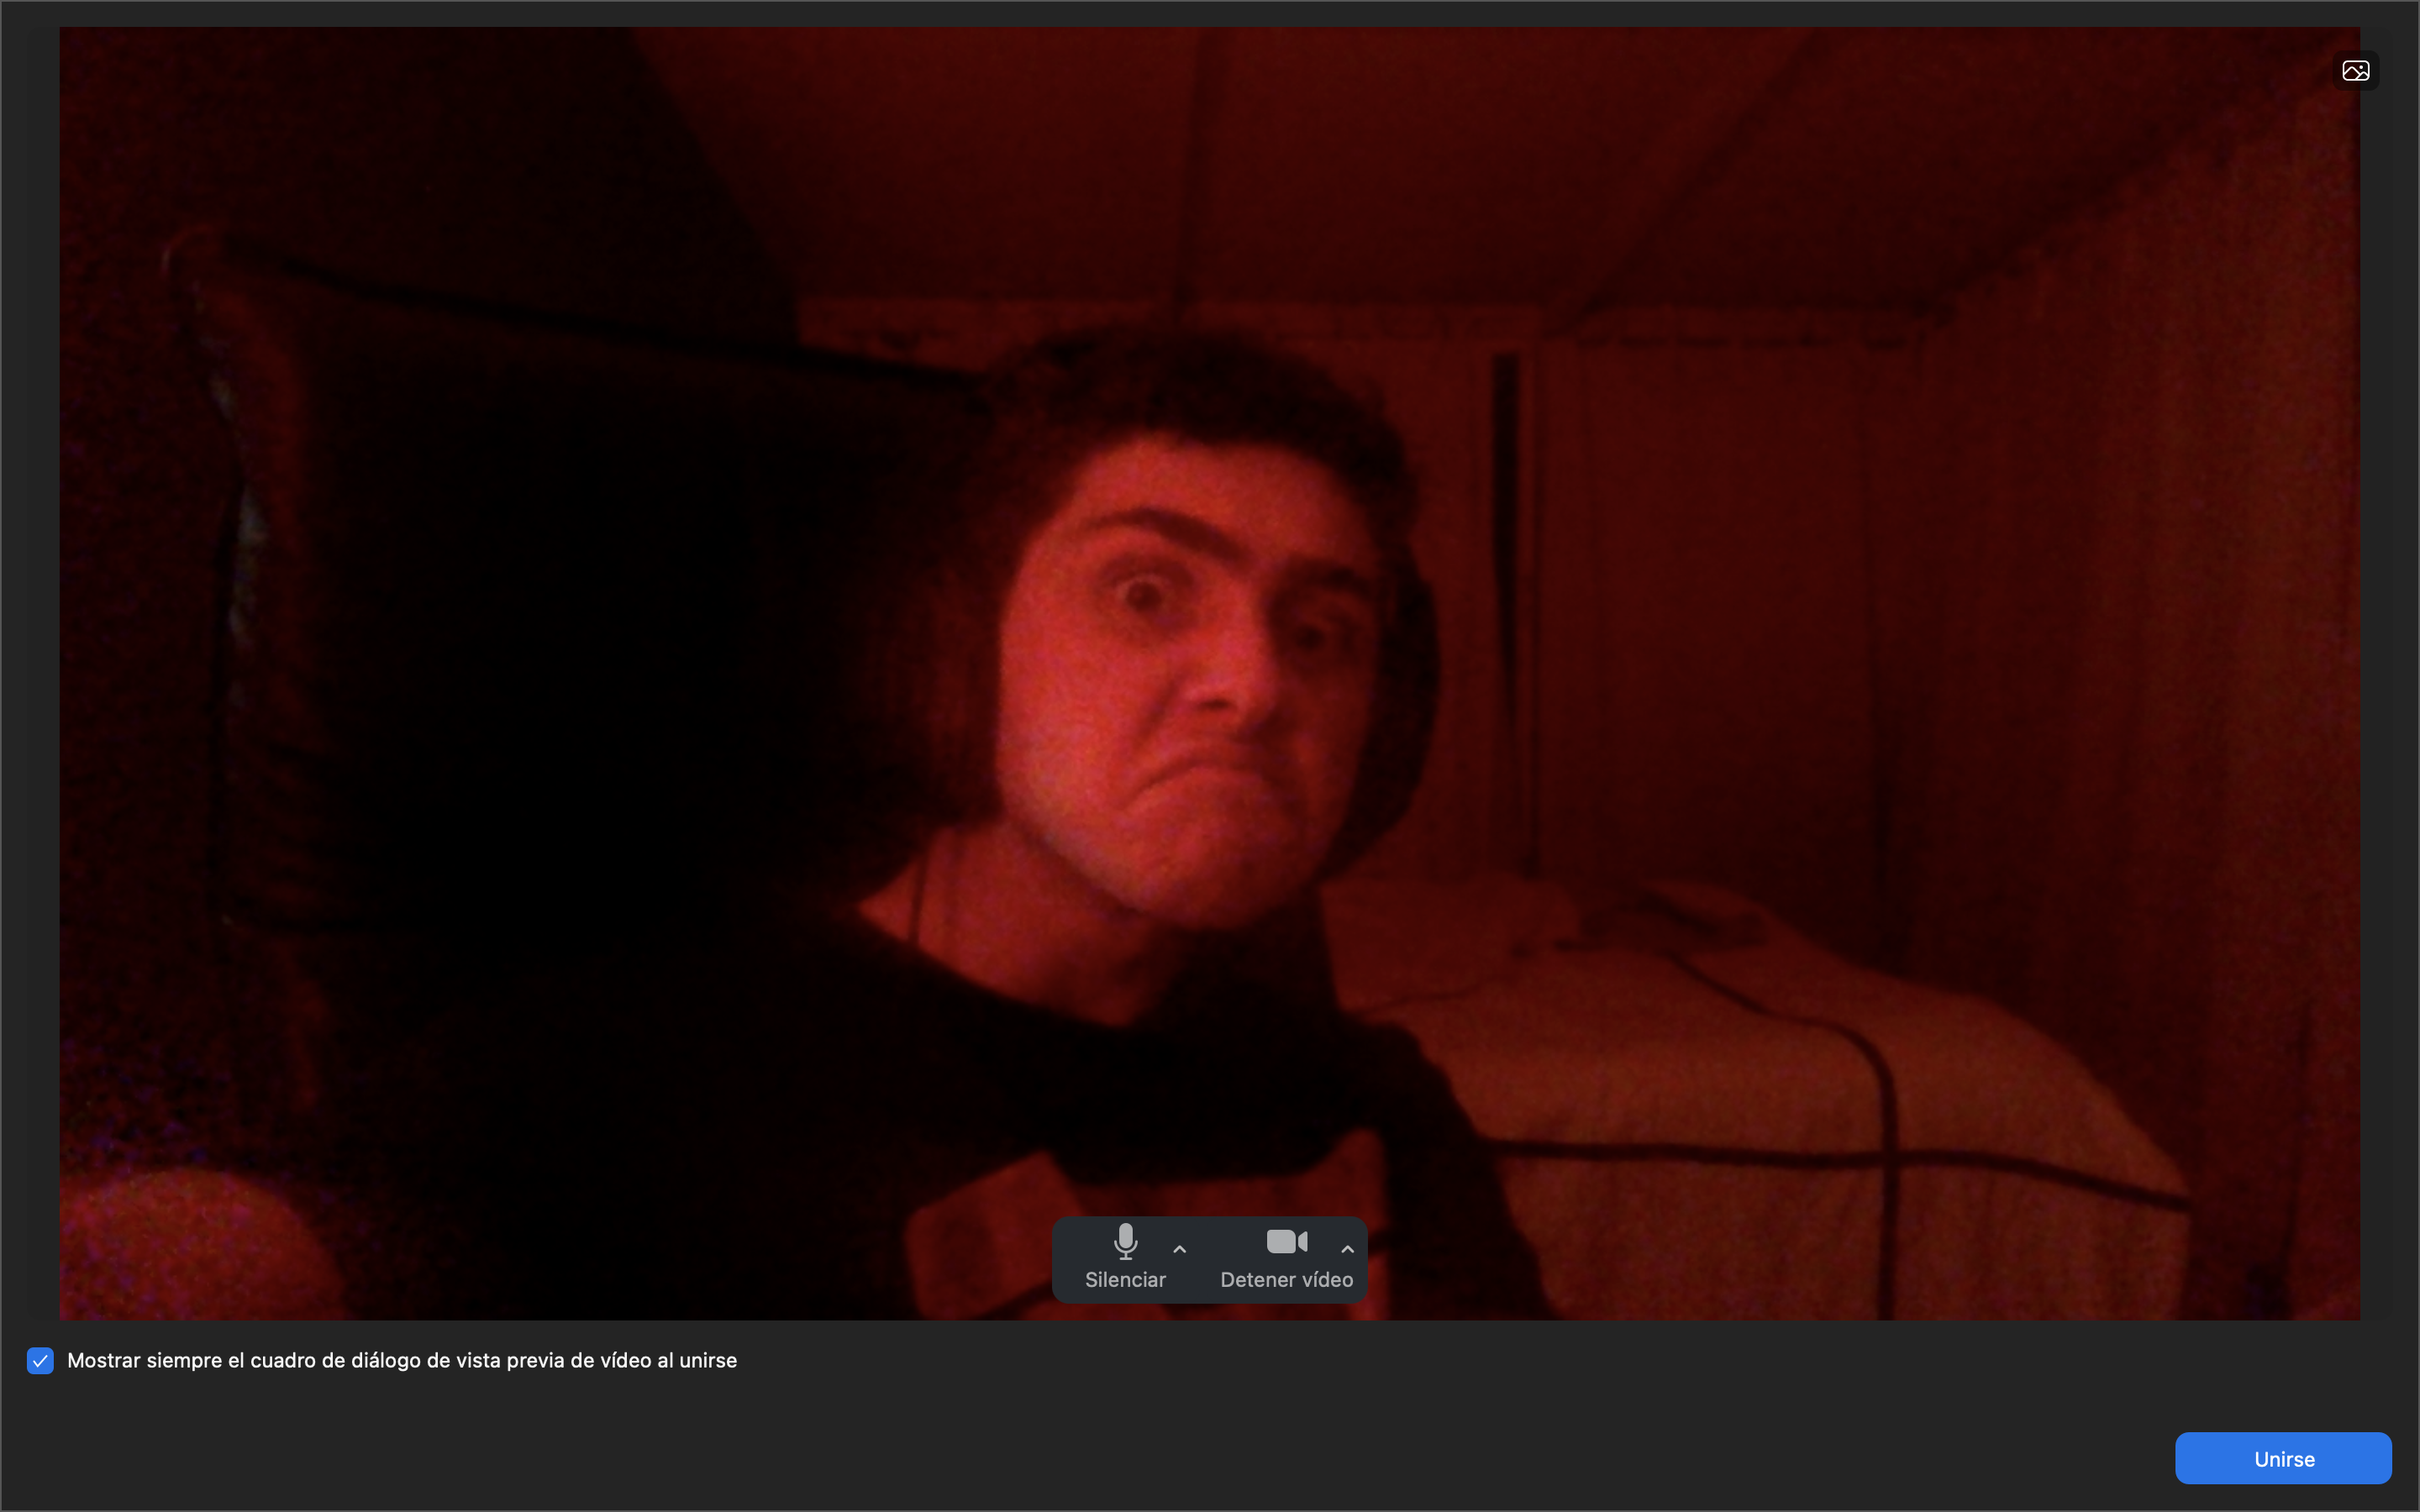 Silenciar
Detener vídeo
Mostrar siempre el cuadro de diálogo de vista previa de vídeo al unirse
Unirse